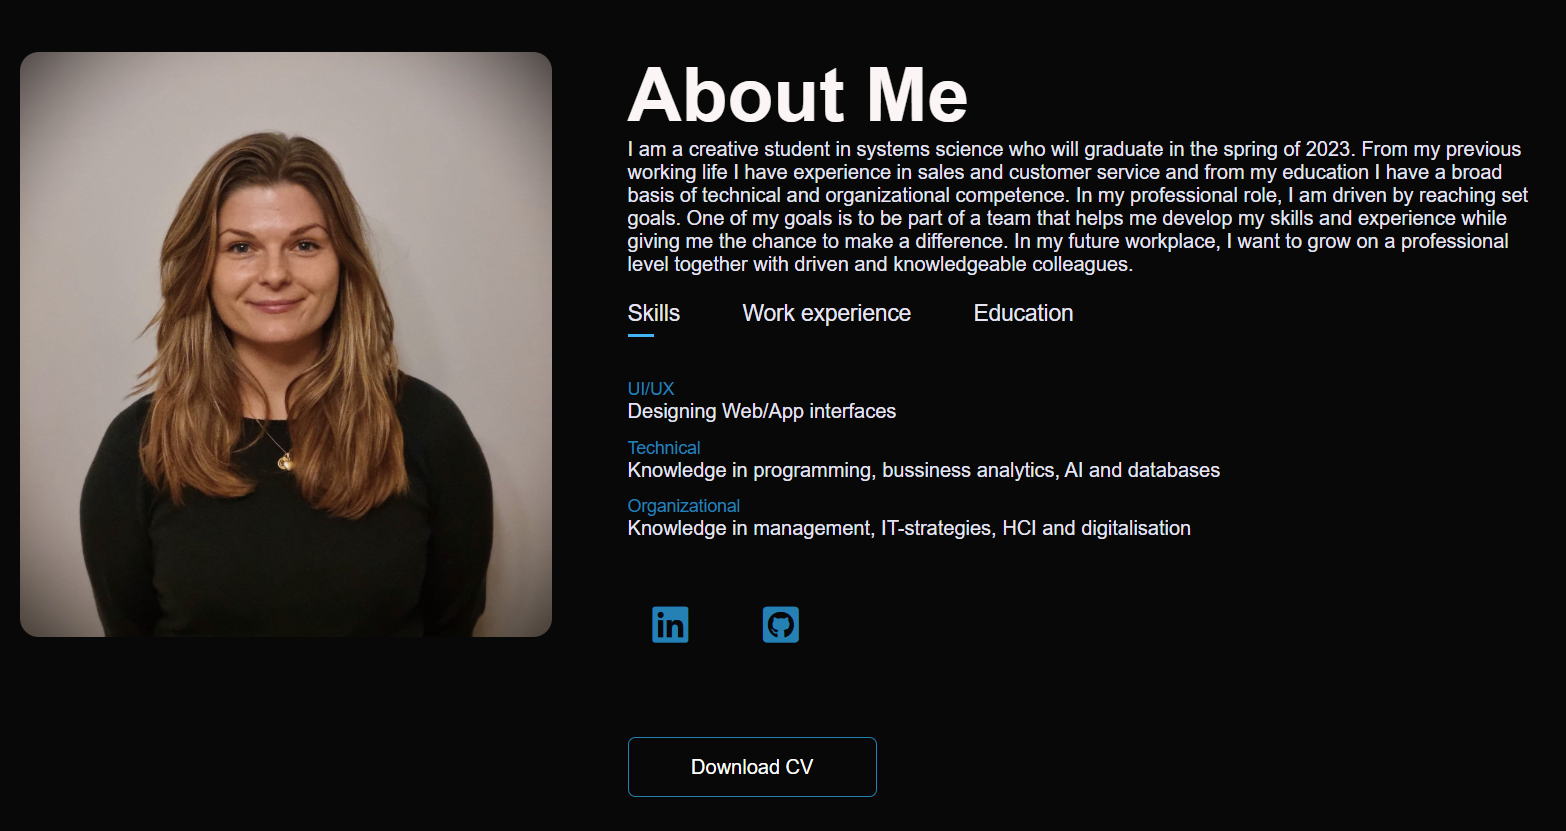 About Me
I am a creative student in systems science who will graduate in the spring of 2023. From my previous
working life I have experience in sales and customer service and from my education I have a broad
basis of technical and organizational competence. In my professional role, I am driven by reaching set
goals. One of my goals is to be part of a team that helps me develop my skills and experience while
giving me the chance to make a difference. In my future workplace, I want to grow on a professional
level together with driven and knowledgeable colleagues.
Skills Work experience Education
UI/UX
Designing Web/App interfaces
Technical
Knowledge in programming, bussiness analytics, AI and databases
Organizational
Knowledge in management, IT-strategies, HCI and digitalisation
in
Download CV